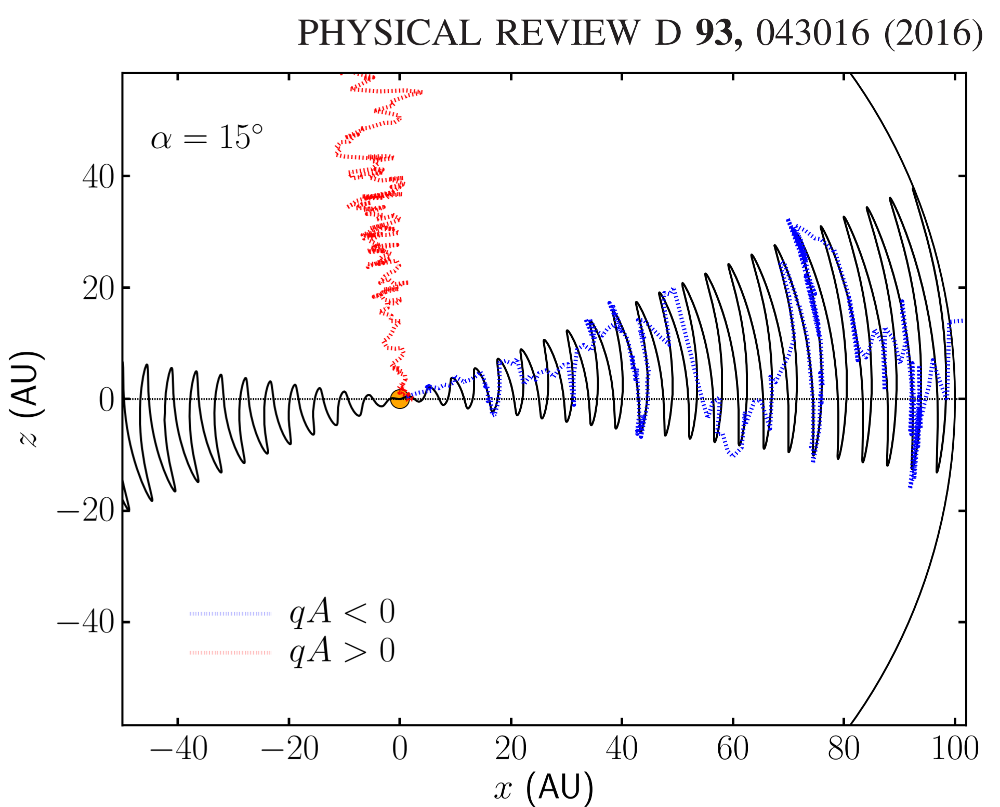 PHYSICAL REVIEW D 93, 043016 (2016)
α = 15°
40
20
0
−20
−40
z (AU)
qA < 0
qA > 0
−40 −20 0 20 40 60 80 100
x (AU)